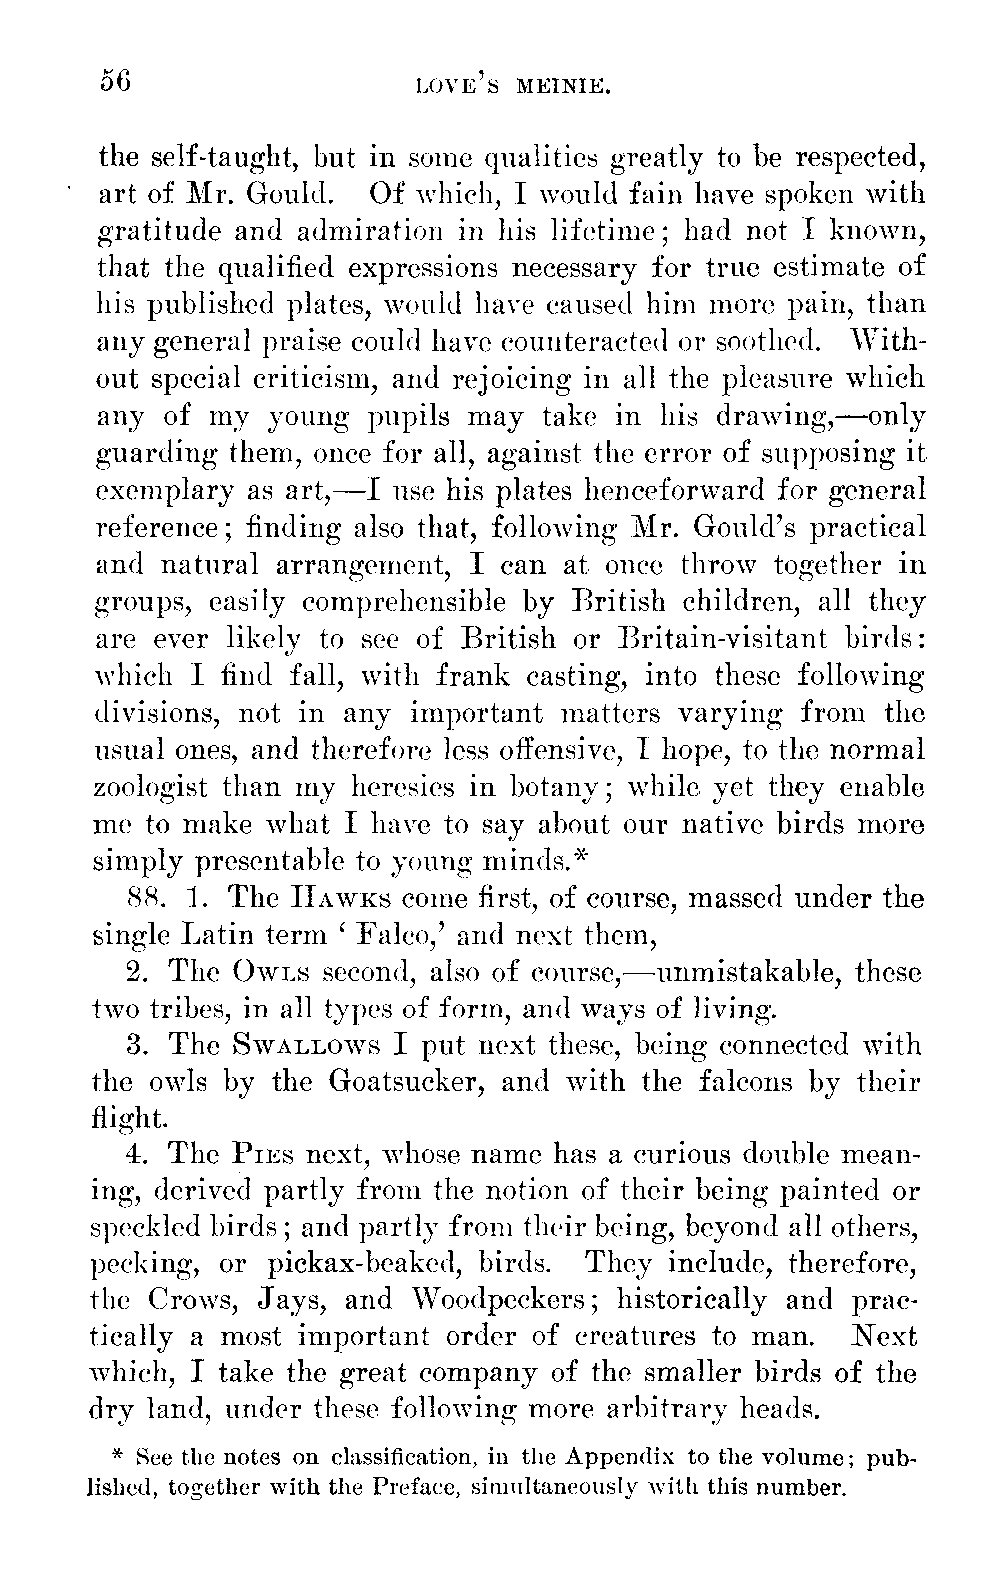 56 LOVE'S MEINIE.
the self-taught, but in some qualities greatly to be respected,
art of Mr. Gould. Of which, I would fain have spoken with
gratitude and admiration in his lifetime; had not I known,
that the qualified expressions necessary for true estimate of
his published plates, would have caused him more pain, than
any general praise could have counteracted or soothed. With-
out special criticism, and rejoicing in all the pleasure which
any of my young pupils may take in his drawing,—only
guarding them, once for all, against the error of supposing it
exemplary as art,—I use his plates henceforward for general
reference; finding also that, following Mr. Gould's practical
and natural arrangement, I can at once throw together in
groups, easily comprehensible by British children, all they
are ever likely to see of British or Britain-visitant birds:
which I find fall, with frank casting, into these following
divisions, not in any important matters varying from the
usual ones, and therefore less offensive, I hope, to the normal
zoologist than my heresies in botany; while yet they enable
me to make what I have to say about our native birds more
simply presentable to young minds.*
88. 1. The HAWKS come first, of course, massed under the
single Latin term ‘Falco,’ and next them,
2. The OWLS second, also of course,—unmistakable, these
two tribes, in all types of form, and ways of living.
3. The SWALLOWS I put next these, being connected with
the owls by the Goatsucker, and with the falcons by their
flight.
4. The PIES next, whose name has a curious double mean-
ing, derived partly from the notion of their being painted or
speckled birds; and partly from their being, beyond all others,
pecking, or pickax-beaked, birds. They include, therefore,
the Crows, Jays, and Woodpeckers; historically and prac-
tically a most important order of creatures to man. Next
which, I take the great company of the smaller birds of the
dry land, under these following more arbitrary heads.
* See the notes on classification, in the Appendix to the volume; pub-
lished, together with the Preface, simultaneously with this number.